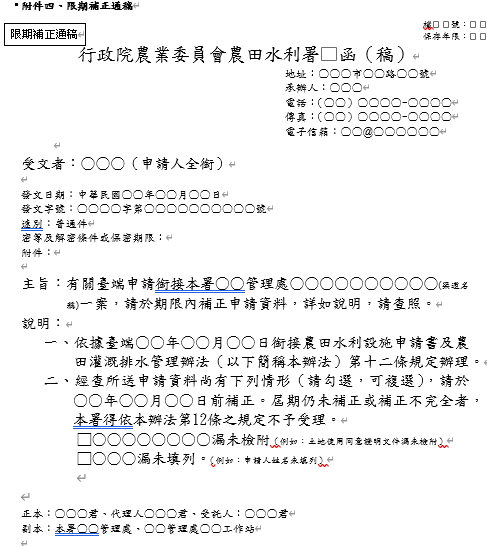 ▪附件四、限期補正通稿
限期補正通稿
檔□□號：□□
保存年限：□□
行政院農業委員會農田水利署□函（稿）
地址：○○○市○○路○○號
承辦人：○○○
電話：(○○) ○○○○-○○○○
傳真：(○○) ○○○○-○○○○
電子信箱：○○@○○○○○○
受文者：○○○（申請人全銜）
發文日期：中華民國○○年○○月○○日
發文字號：○○○○字第○○○○○○○○○○號
速別：普通件
密等及解密條件或保密期限：
附件：
主旨：有關臺端申請銜接本署○○管理處○○○○○○○○○○(渠道名
稱)一案，請於期限內補正申請資料，詳如說明，請查照。
說明：
一、依據臺端○○年○○月○○日銜接農田水利設施申請書及農
田灌溉排水管理辦法（以下簡稱本辦法）第十二條規定辦理。
二、經查所送申請資料尚有下列情形（請勾選，可複選），請於
○○年○○月○○日前補正。屆期仍未補正或補正不完全者，
本署得依本辦法第12條之規定不予受理。
□○○○○○○○○漏未檢附(例如：土地使用同意證明文件漏未檢附)
□○○○漏未填列。(例如：申請人姓名未填列)
正本：○○○君、代理人○○○君、受託人：○○○君
副本：本署○○管理處、○○管理處○○工作站